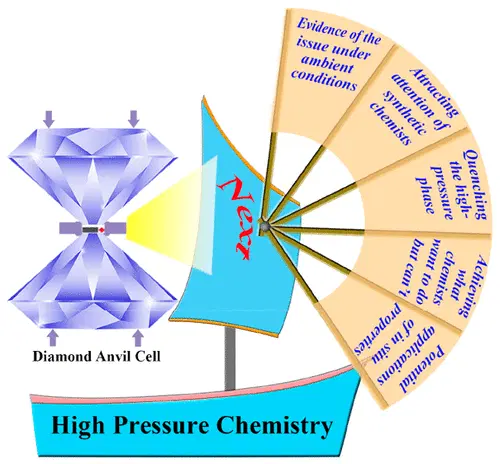 Evidence of the
issue under
ambient
conditions
Attracting
attention of
synthetic
chemists
Quenching
the high-
pressure
phase
Achieving
what
chemists
want to do
but can't
Potential
applications
of in situ
properties
Next
Diamond Anvil Cell
High Pressure Chemistry